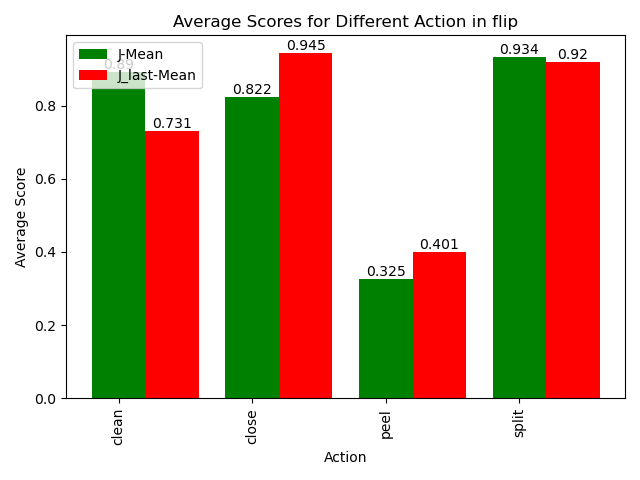 Average Scores for Different Action in flip
J-Mean
J_last-Mean
0.89
0.731
0.822
0.945
0.325
0.401
0.934
0.92
Average Score
0.8
0.6
0.4
0.2
0.0
clean
close
peel
split
Action